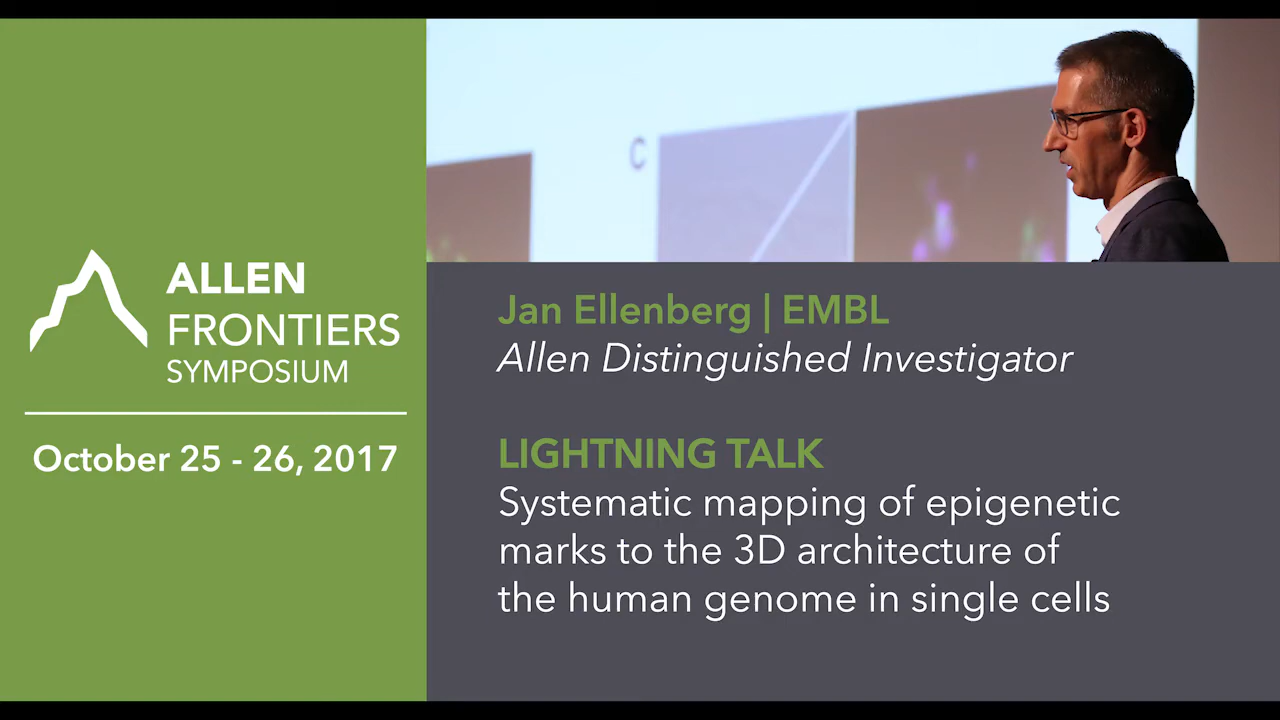 ALLEN
FRONTIERS
SYMPOSIUM
October 25 - 26, 2017
C
Jan Ellenberg | EMBL
Allen Distinguished Investigator
LIGHTNING TALK
Systematic mapping of epigenetic
marks to the 3D architecture of
the human genome in single cells